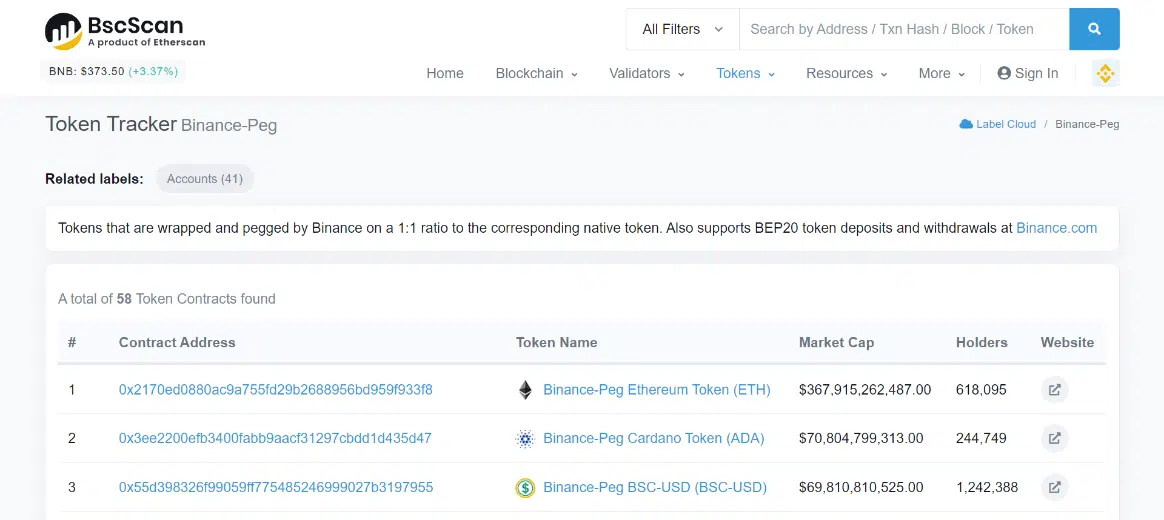 BscScan
A product of Etherscan
All Filters
Search by Address / Txn Hash / Block / Token
BNB: $373.50 (+3.37%)
Home Blockchain Validators Tokens Resources More Sign In
Token Tracker Binance-Peg
Label Cloud / Binance-Peg
Related labels: Accounts (41)
Tokens that are wrapped and pegged by Binance on a 1:1 ratio to the corresponding native token. Also supports BEP20 token deposits and withdrawals at Binance.com
A total of 58 Token Contracts found
# Contract Address Token Name Market Cap Holders Website
1 0x2170ed0880ac9a755fd29b2688956bd959f933f8 Binance-Peg Ethereum Token (ETH) $367,915,262,487.00 618,095
2 0x3ee2200efb3400fabb9aacf31297cbdd1d435d47 Binance-Peg Cardano Token (ADA) $70,804,799,313.00 244,749
3 0x55d398326f99059ff775485246999027b3197955 Binance-Peg BSC-USD (BSC-USD) $69,810,810,525.00 1,242,388